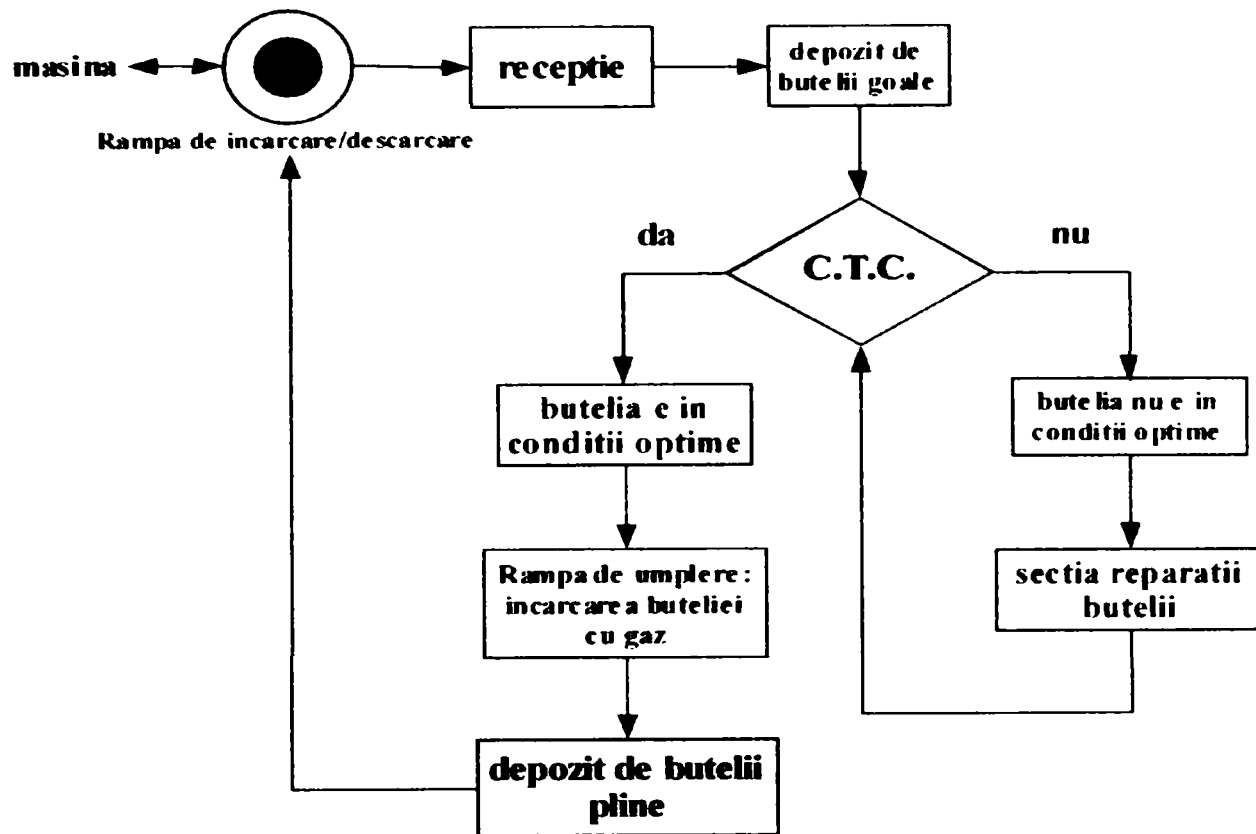 masina
Rampa de incarcare/descarcare
receptie
depozit de
butelii goale
C.T.C.
da
nu
butelia e in
conditii optime
butelia nu e in
conditii optime
Rampa de umplere:
incarcarea buteliei
cu gaz
sectia reparatii
butelii
depozit de butelii
pline